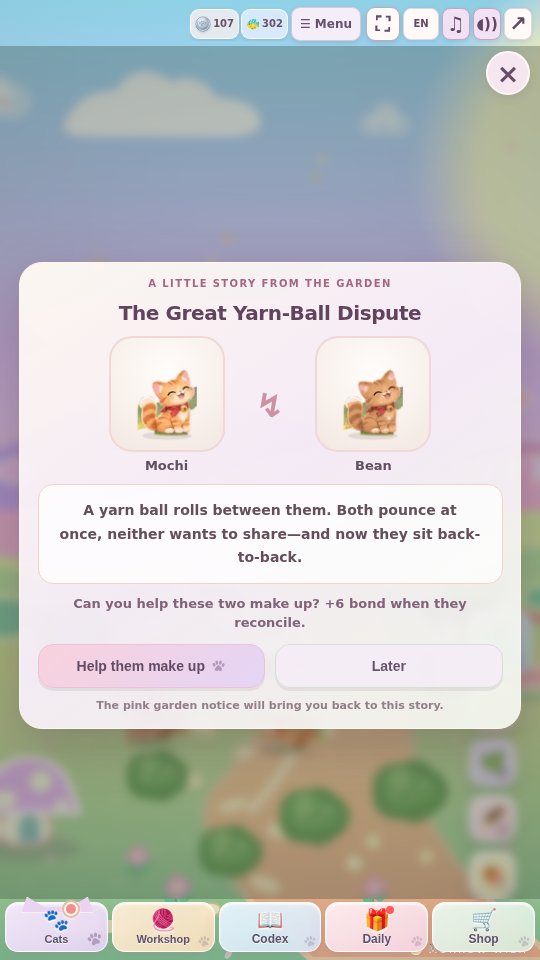 107
302
☰ Menu
EN
A LITTLE STORY FROM THE GARDEN
The Great Yarn-Ball Dispute
Mochi
Bean
A yarn ball rolls between them. Both pounce at
once, neither wants to share—and now they sit back-
to-back.
Can you help these two make up? +6 bond when they
reconcile.
Help them make up
Later
The pink garden notice will bring you back to this story.
Cats
Workshop
Codex
Daily
Shop